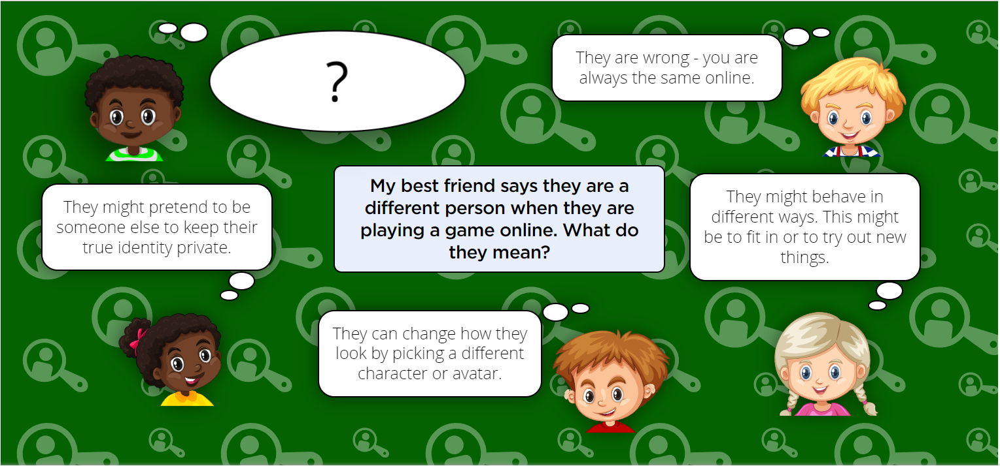 ?
They are wrong - you are
always the same online.
My best friend says they are a
different person when they are
playing a game online. What do
they mean?
They might pretend to be
someone else to keep their
true identity private.
They might behave in
different ways. This might
be to fit in or to try out new
things.
They can change how they
look by picking a different
character or avatar.